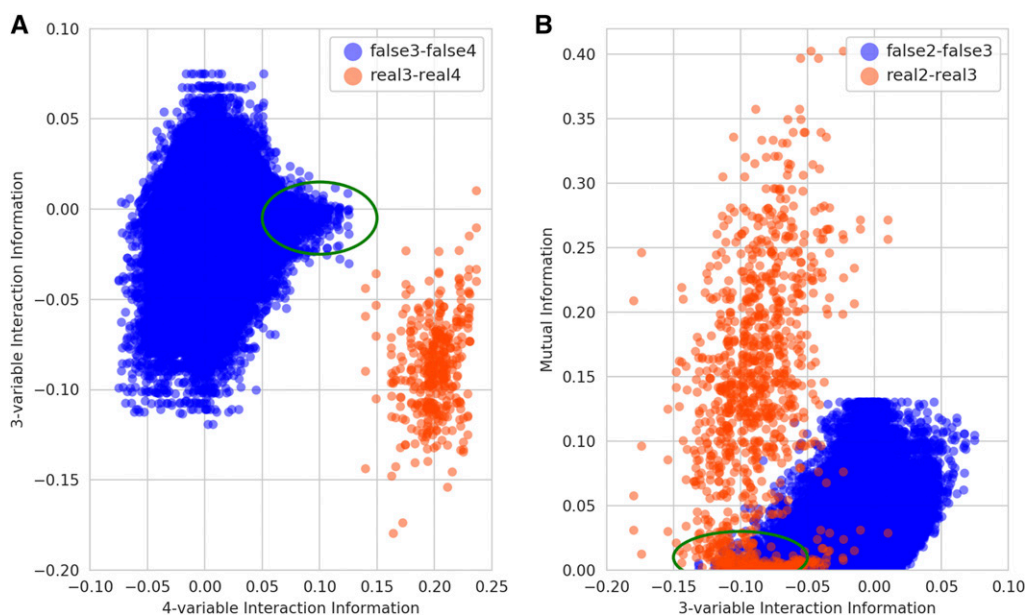 A
0.10
0.05
0.00
−0.05
−0.10
−0.15
−0.20
3-variable Interaction Information
false3-false4
real3-real4
−0.10 −0.05 0.00 0.05 0.10 0.15 0.20 0.25
4-variable Interaction Information
B
0.40
0.35
0.30
0.25
0.20
0.15
0.10
0.05
0.00
Mutual Information
false2-false3
real2-real3
−0.20 −0.15 −0.10 −0.05 0.00 0.05 0.10
3-variable Interaction Information